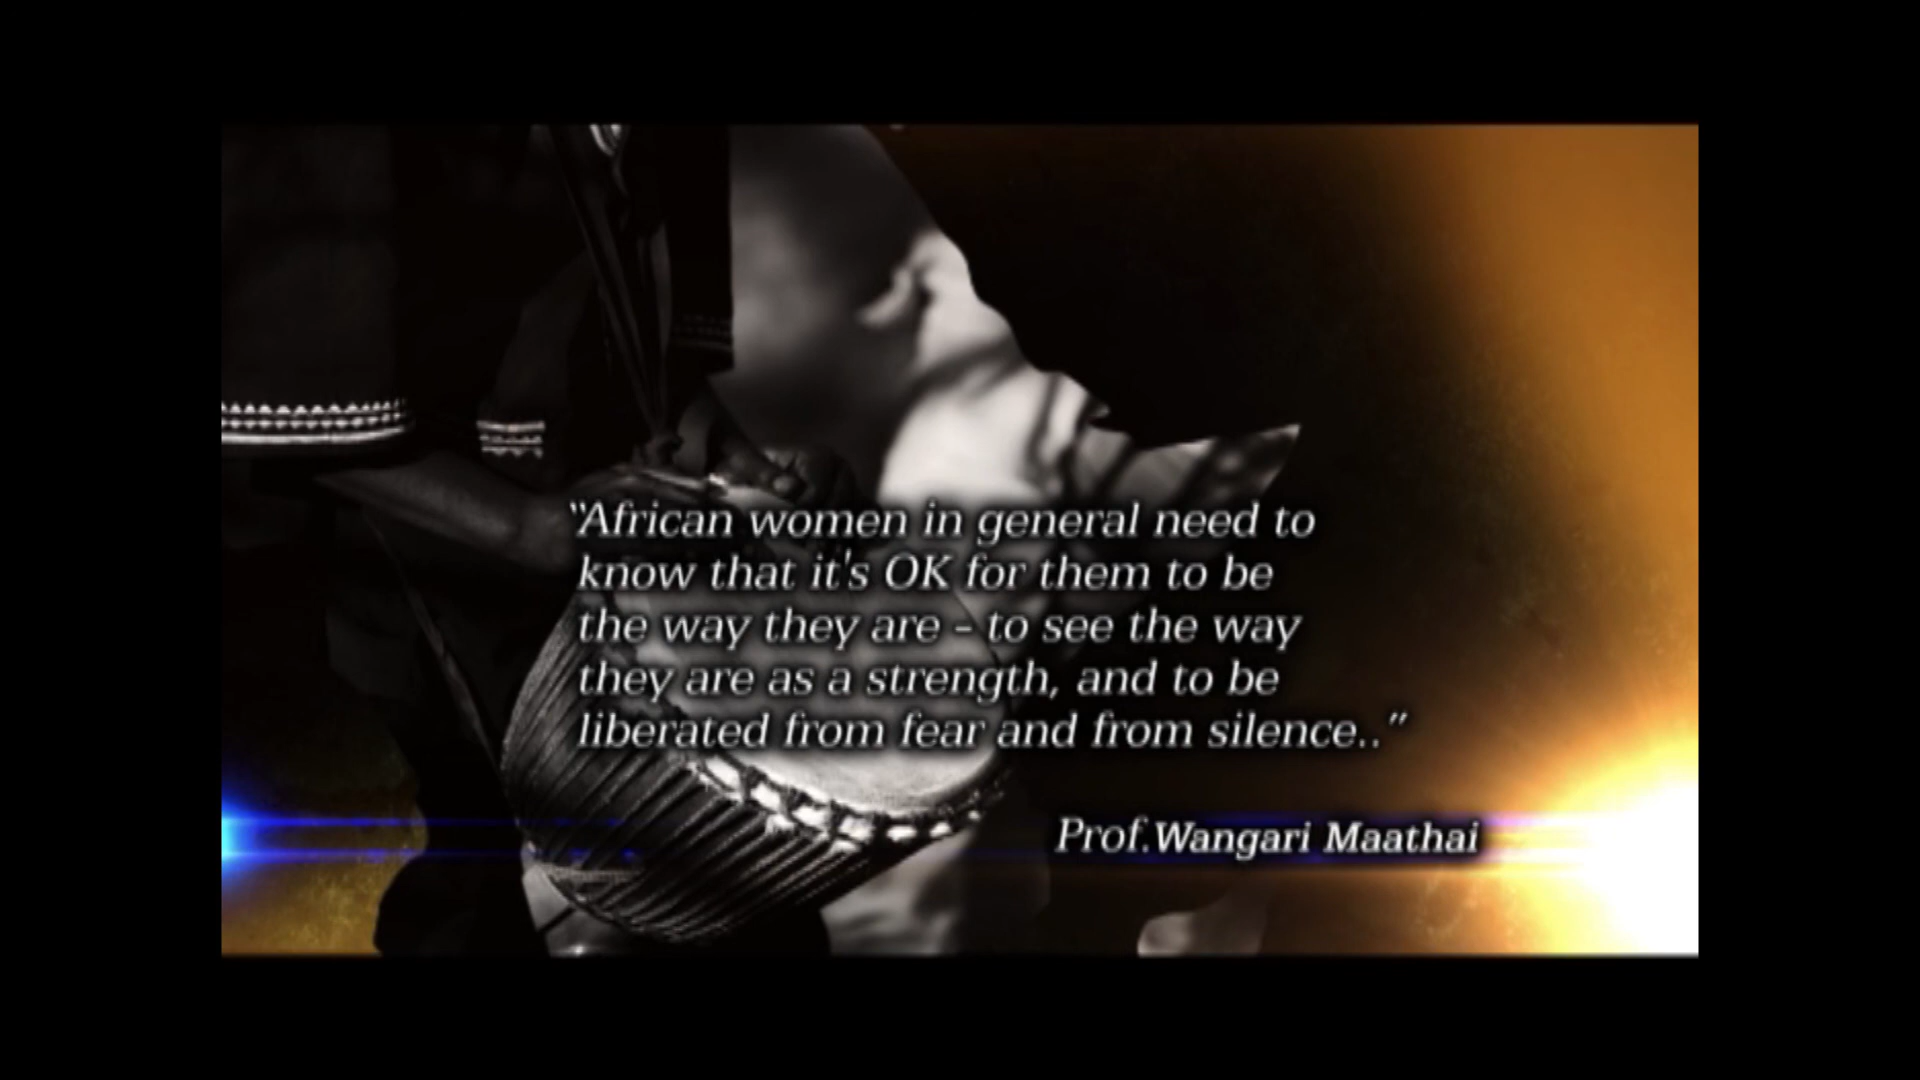 “African women in general need to
know that it's OK for them to be
the way they are – to see the way
they are as a strength, and to be
liberated from fear and from silence..”
Prof.Wangari Maathai